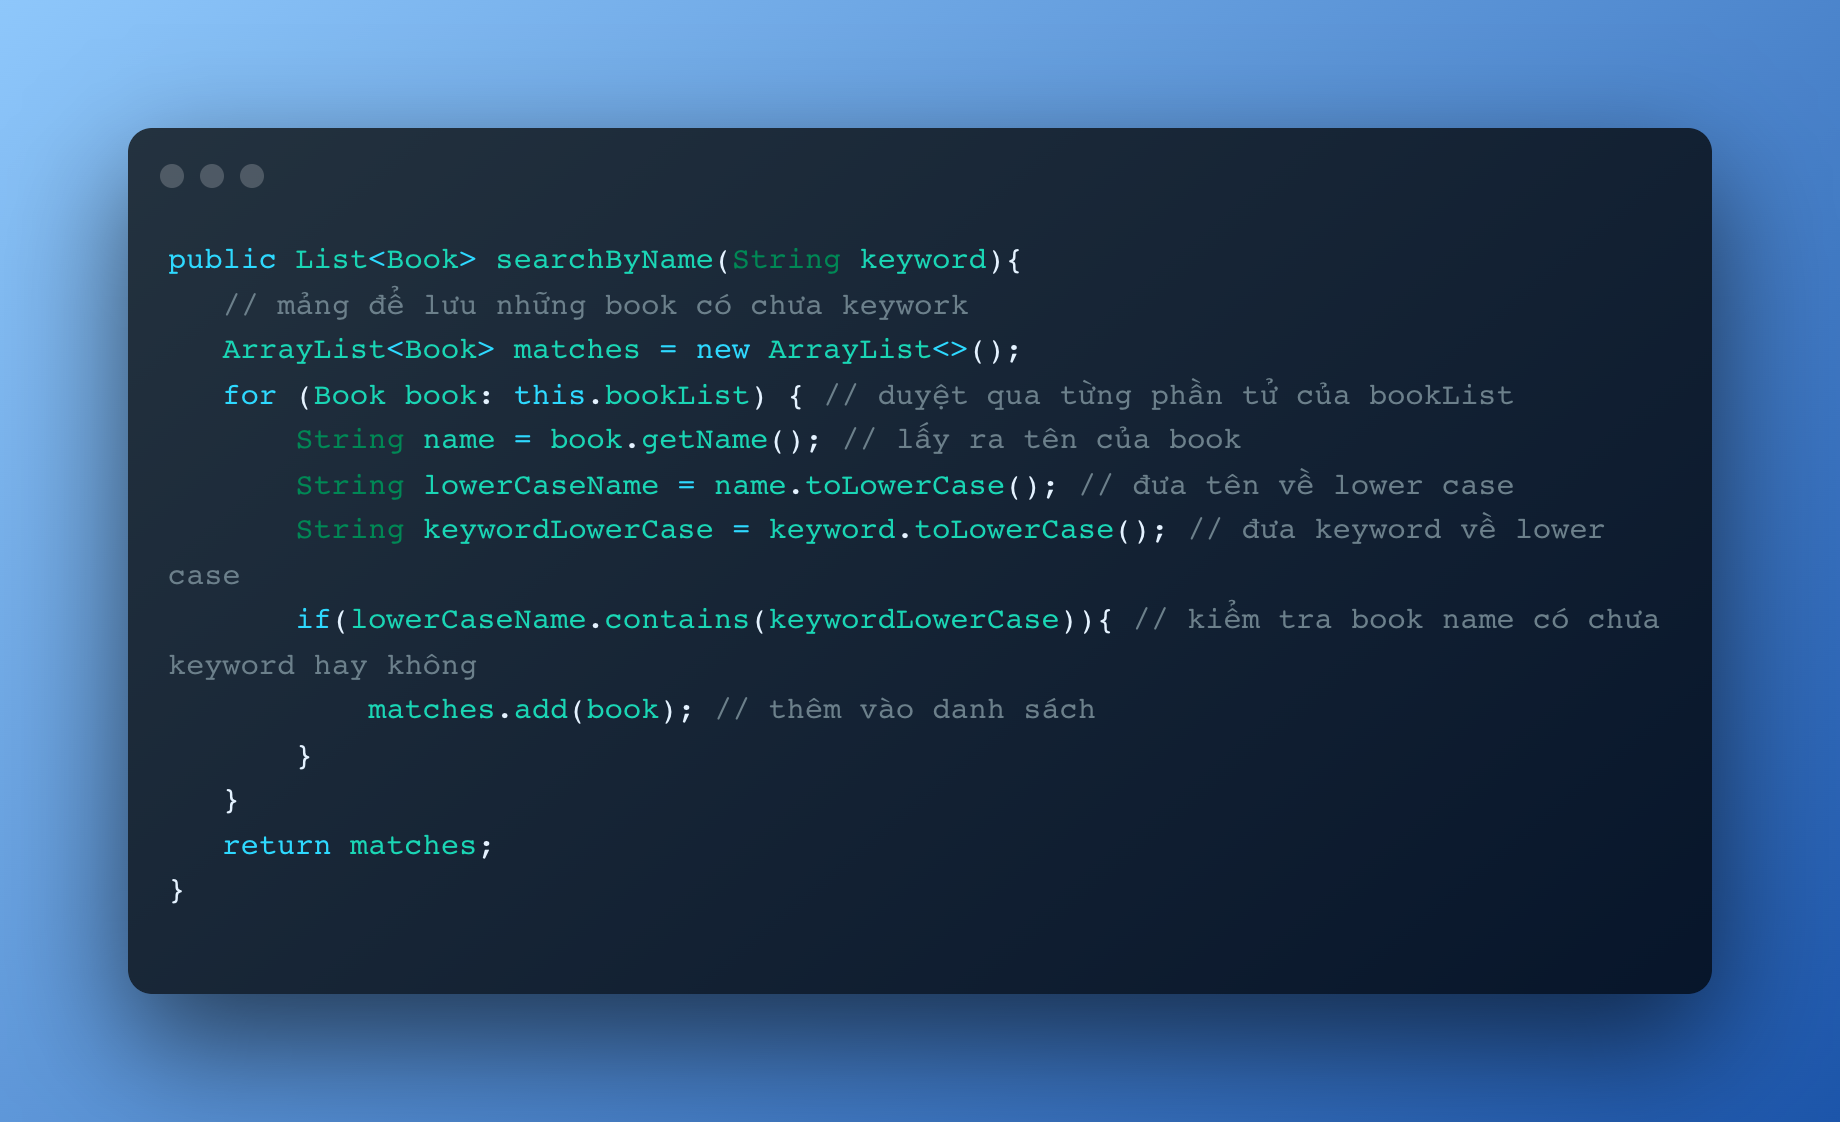 public List<Book> searchByName(String keyword){
// mảng để lưu những book có chưa keywork
ArrayList<Book> matches = new ArrayList<>();
for (Book book: this.bookList) { // duyệt qua từng phần tử của bookList
String name = book.getName(); // lấy ra tên của book
String lowerCaseName = name.toLowerCase(); // đưa tên về lower case
String keywordLowerCase = keyword.toLowerCase(); // đưa keyword về lower
case
if(lowerCaseName.contains(keywordLowerCase)){ // kiểm tra book name có chưa
keyword hay không
matches.add(book); // thêm vào danh sách
}
}
return matches;
}